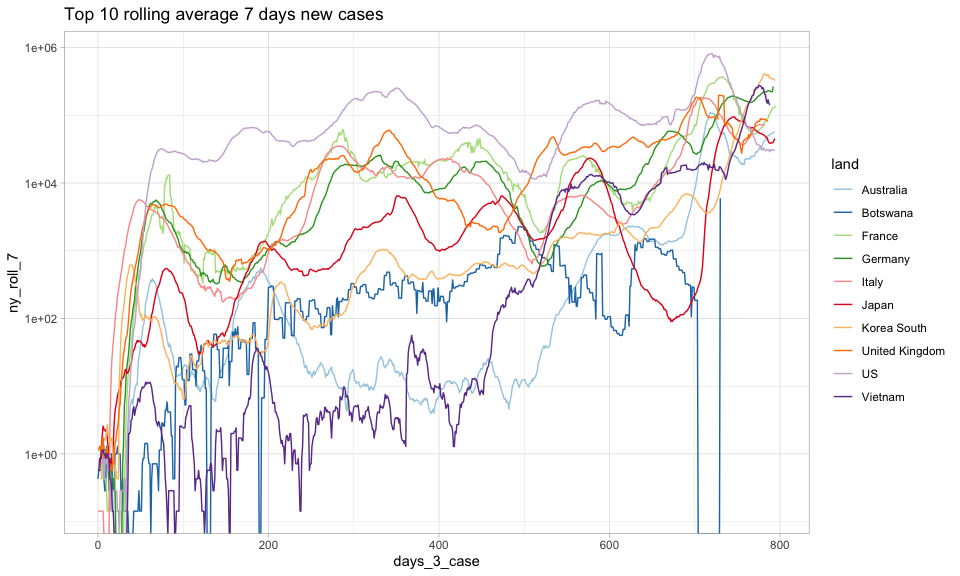 Top 10 rolling average 7 days new cases
1e+06
1e+04
1e+02
1e+00
ny_roll_7
0
200
400
600
800
days_3_case
land
Australia
Botswana
France
Germany
Italy
Japan
Korea South
United Kingdom
US
Vietnam